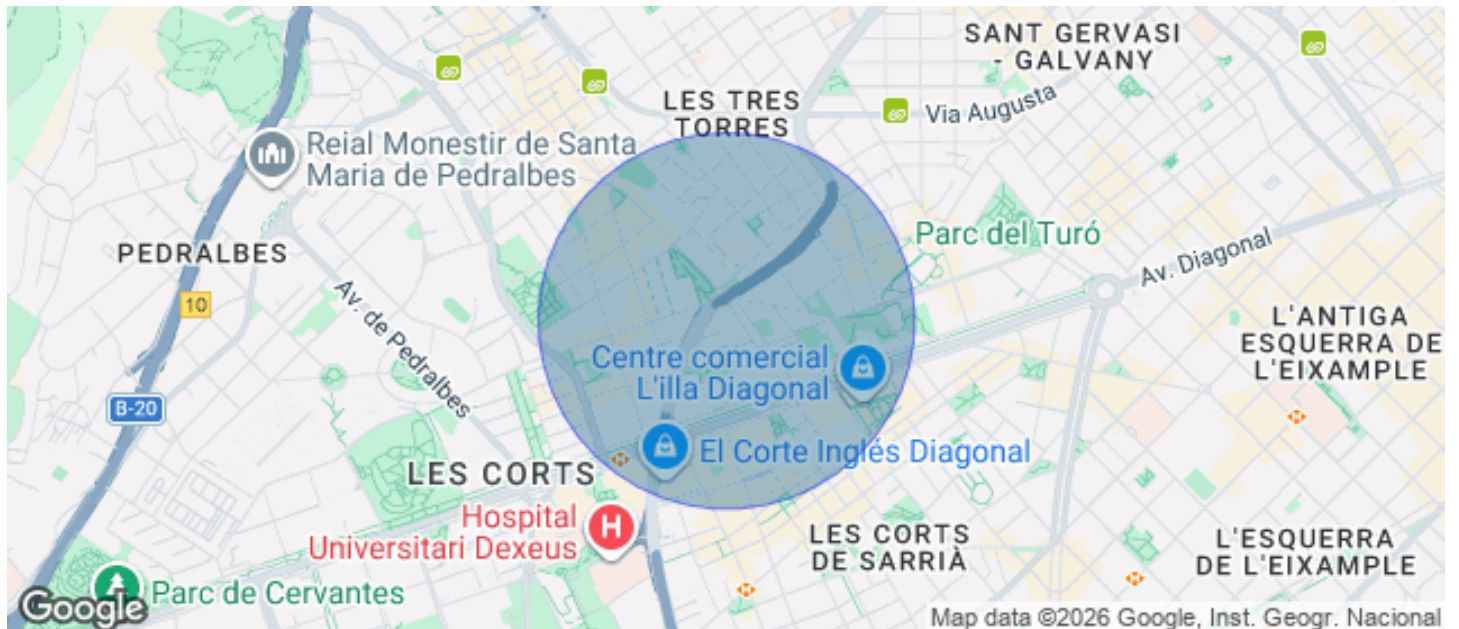 SANT GERVASI
- GALVANY
LES TRES
TORRES
Via Augusta
Reial Monestir de Santa
Maria de Pedralbes
PEDRALBES
Parc del Turó
Av. Diagonal
10
Av. de Pedralbes
L'ANTIGA
ESQUERRA DE
L'EIXAMPLE
Centre comercial
L'illa Diagonal
B-20
El Corte Inglés Diagonal
LES CORTS
Hospital
Universitari Dexeus
H
LES CORTS
DE SARRIÀ
L'ESQUERRA
DE L'EIXAMPLE
Parc de Cervantes
Google
Map data ©2026 Google, Inst. Geogr. Nacional